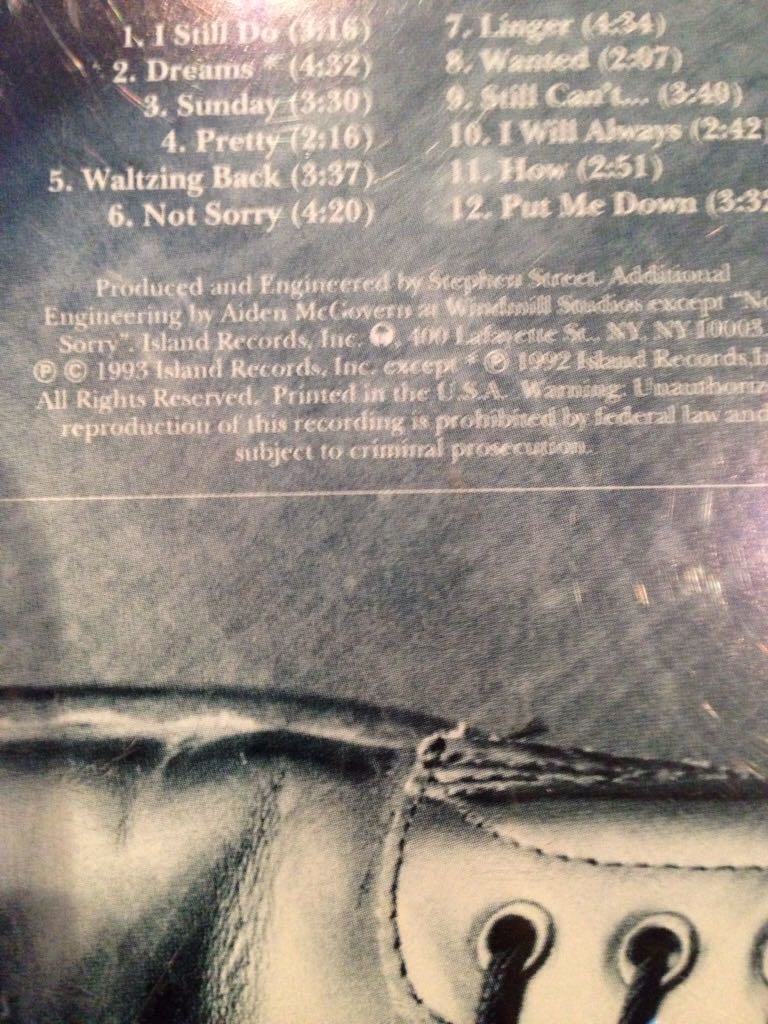 1. I Still Do (3:16)
2. Dreams * (4:32)
3. Sunday (3:30)
4. Pretty (2:16)
5. Waltzing Back (3:37)
6. Not Sorry (4:20)
7. Linger (4:34)
8. Wanted (2:07)
9. Still Can't... (3:40)
10. I Will Always (2:42
11. How (2:51)
12. Put Me Down (3:32
Produced and Engineered by Stephen Street. Additional
Engineering by Aiden McGovern at Windmill Studios except "No
Sorry". Island Records, Inc. 400 Lafayette St., NY, NY 10003.
℗ © 1993 Island Records, Inc. except * ℗ 1992 Island Records, I
All Rights Reserved. Printed in the U.S.A. Warning: Unauthoriz
reproduction of this recording is prohibited by federal law and
subject to criminal prosecution.